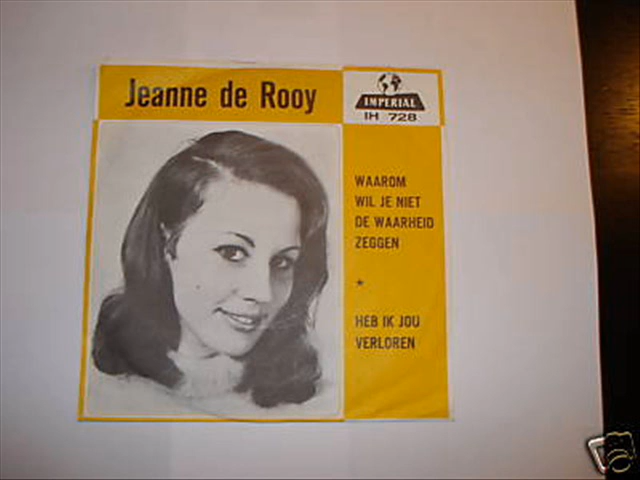 Jeanne de Rooy
IMPERIAL
IH 728
WAAROM
WIL JE NIET
DE WAARHEID
ZEGGEN
*
HEB IK JOU
VERLOREN